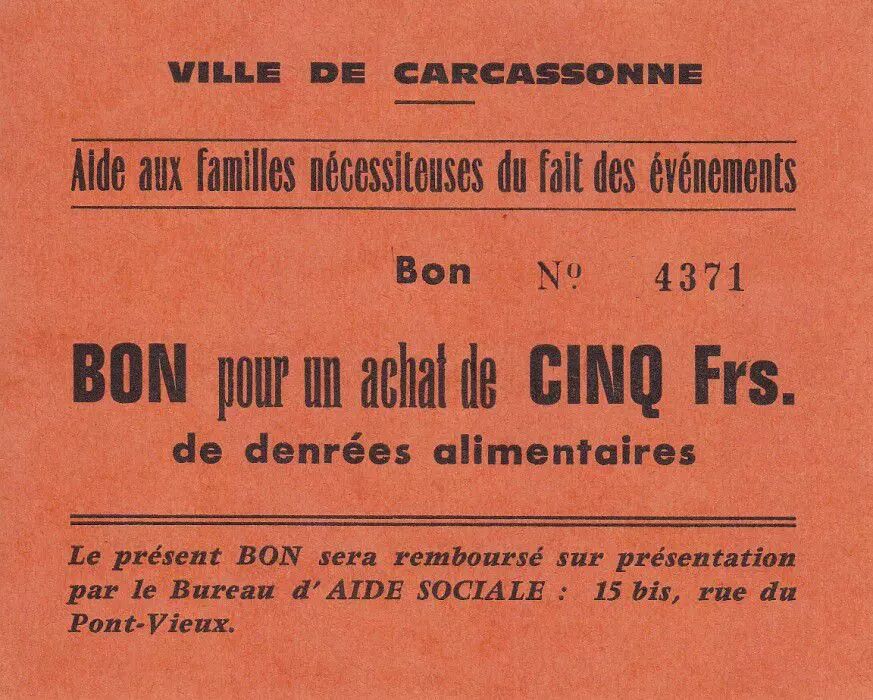 VILLE DE CARCASSONNE
Aide aux familles nécessiteuses du fait des événements
Bon Nº 4371
BON pour un achat de CINQ Frs.
de denrées alimentaires
Le présent BON sera remboursé sur présentation
par le Bureau d'AIDE SOCIALE : 15 bis, rue du
Pont-Vieux.